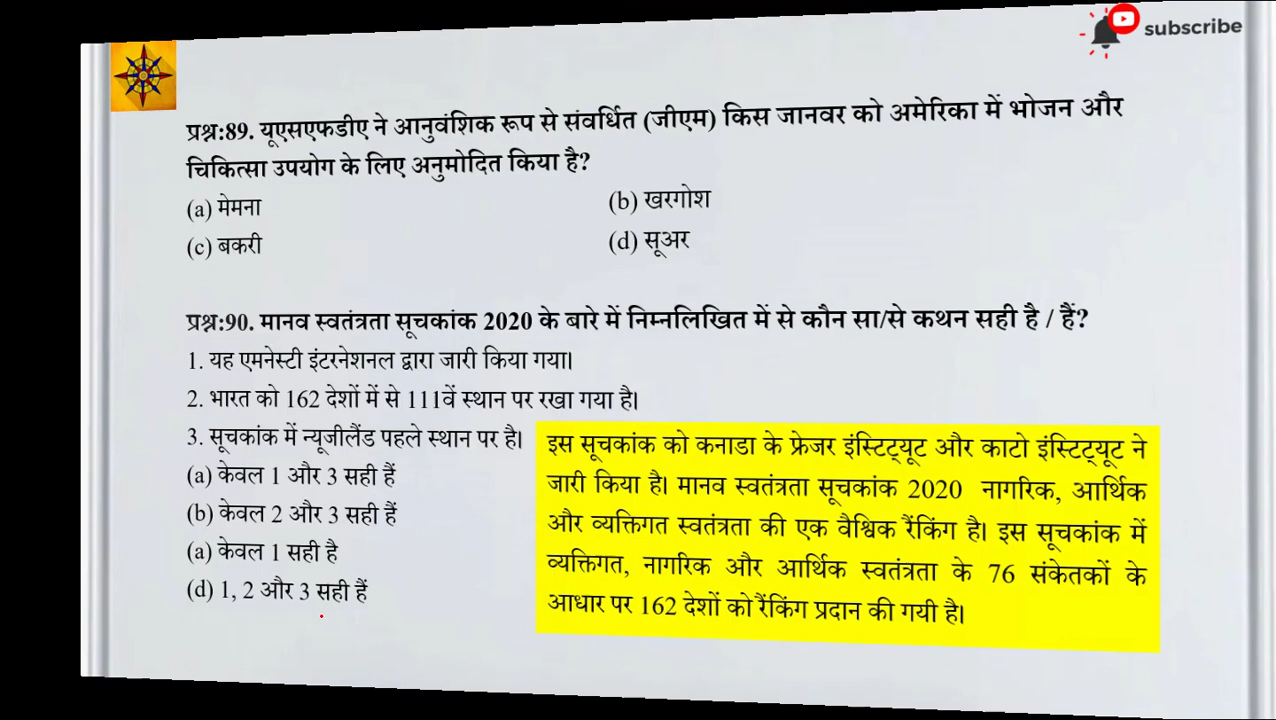 subscribe
प्रश्न:89. यूएसएफडीए ने आनुवंशिक रूप से संवर्धित (जीएम) किस जानवर को अमेरिका में भोजन और
चिकित्सा उपयोग के लिए अनुमोदित किया है?
(a) मेमना (b) खरगोश
(c) बकरी (d) सूअर
प्रश्न:90. मानव स्वतंत्रता सूचकांक 2020 के बारे में निम्नलिखित में से कौन सा/से कथन सही है / हैं?
1. यह एमनेस्टी इंटरनेशनल द्वारा जारी किया गया।
2. भारत को 162 देशों में से 111वें स्थान पर रखा गया है।
3. सूचकांक में न्यूजीलैंड पहले स्थान पर है।
(a) केवल 1 और 3 सही हैं
(b) केवल 2 और 3 सही हैं
(a) केवल 1 सही है
(d) 1, 2 और 3 सही हैं
इस सूचकांक को कनाडा के फ्रेजर इंस्टिट्यूट और काटो इंस्टिट्यूट ने
जारी किया है। मानव स्वतंत्रता सूचकांक 2020 नागरिक, आर्थिक
और व्यक्तिगत स्वतंत्रता की एक वैश्विक रैंकिंग है। इस सूचकांक में
व्यक्तिगत, नागरिक और आर्थिक स्वतंत्रता के 76 संकेतकों के
आधार पर 162 देशों को रैंकिंग प्रदान की गयी है।